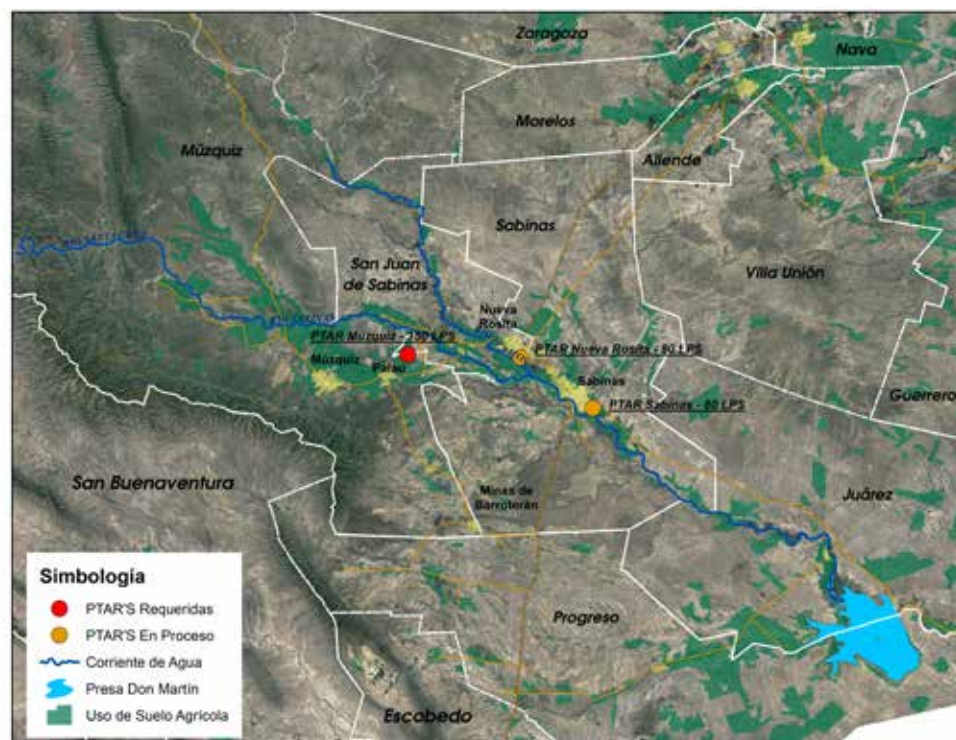 Zaragoza
Nava
Morelos
Múzquiz
Allende
Sabinas
San Juan
de Sabinas
Villa Unión
Nueva
Rosita
PTAR Múzquiz - 150 LPS
PTAR Nueva Rosita - 80 LPS
Múzquiz
Palaú
Sabinas
PTAR Sabinas - 80 LPS
Guerrero
San Buenaventura
Minas de
Barroterán
Juárez
Progreso
Escobedo
Simbología
PTAR'S Requeridas
PTAR'S En Proceso
Corriente de Agua
Presa Don Martín
Uso de Suelo Agrícola